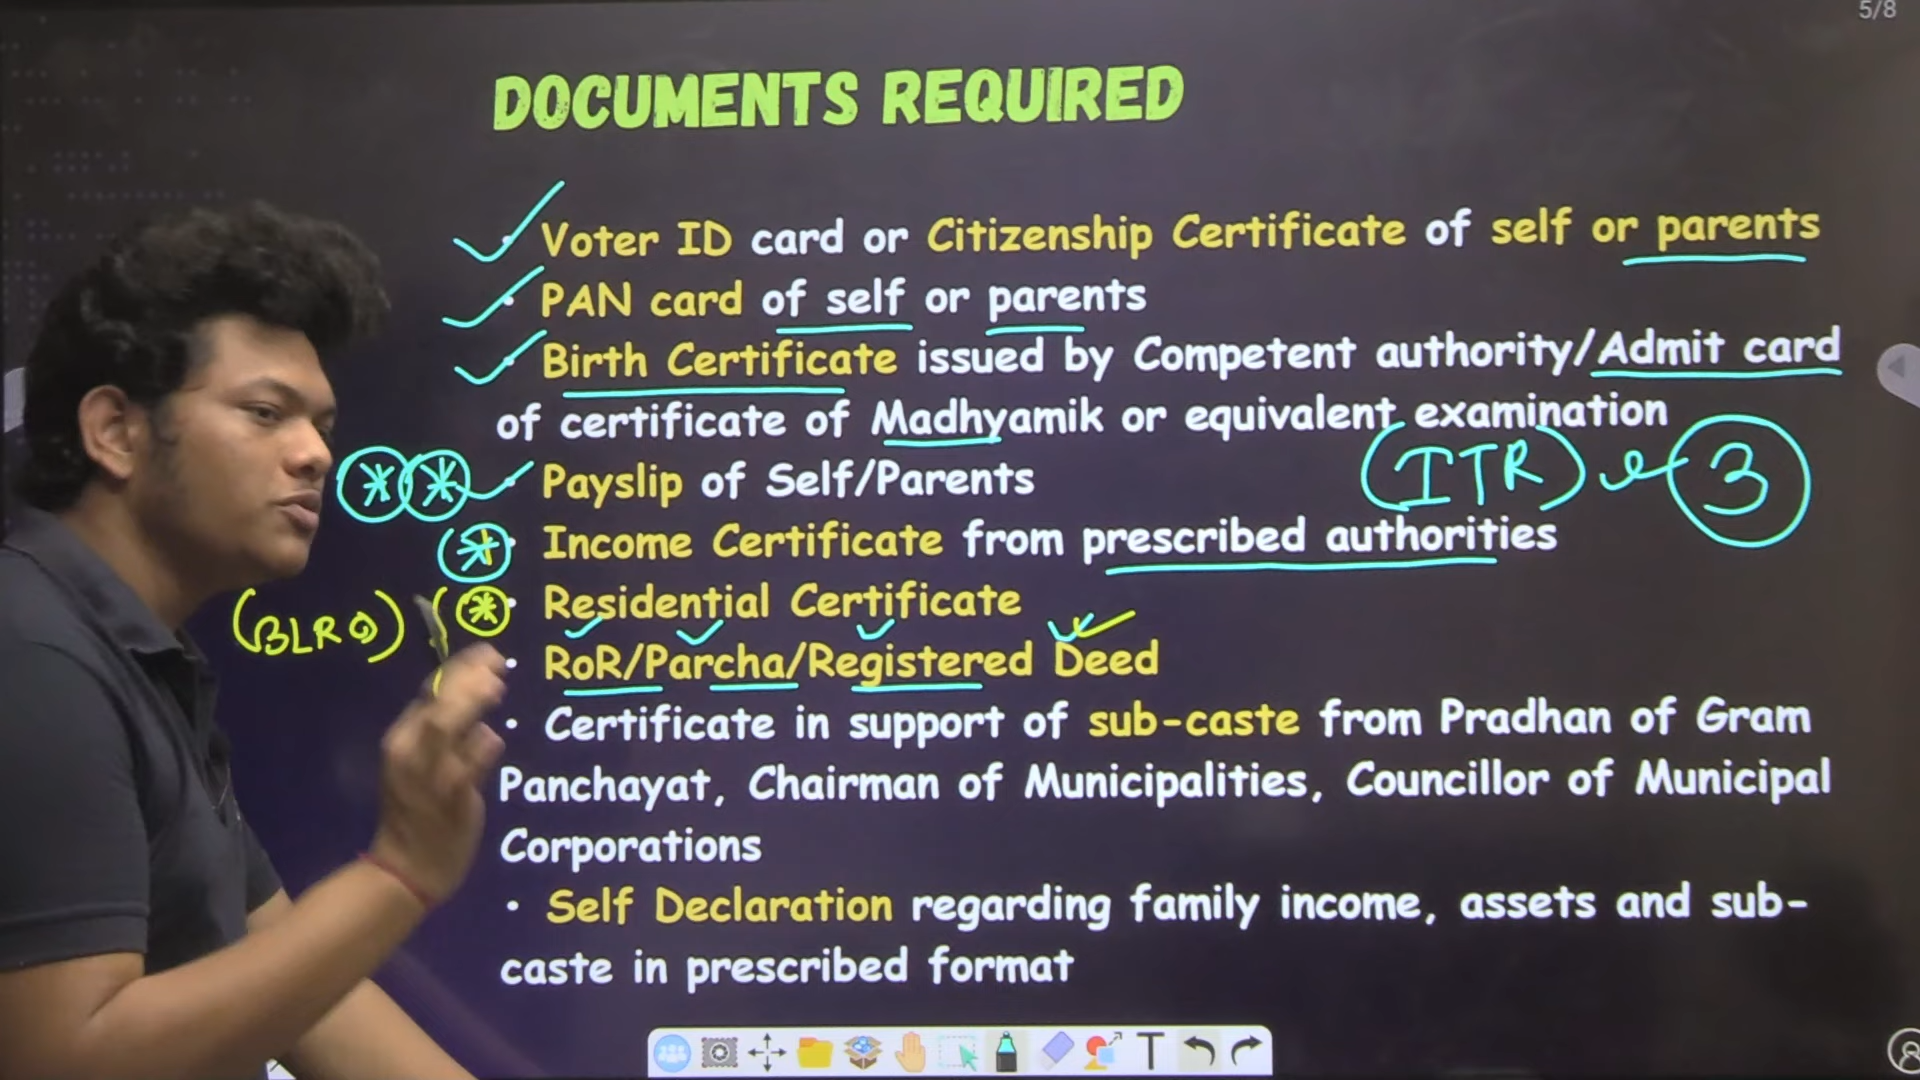 5/8
DOCUMENTS REQUIRED
• Voter ID card or Citizenship Certificate of self or parents
• PAN card of self or parents
• Birth Certificate issued by Competent authority/Admit card
of certificate of Madhyamik or equivalent examination
(ITR) 3
• Payslip of Self/Parents
• Income Certificate from prescribed authorities
• Residential Certificate
(BLRO)
• RoR/Parcha/Registered Deed
• Certificate in support of sub-caste from Pradhan of Gram
Panchayat, Chairman of Municipalities, Councillor of Municipal
Corporations
• Self Declaration regarding family income, assets and sub-
caste in prescribed format
T